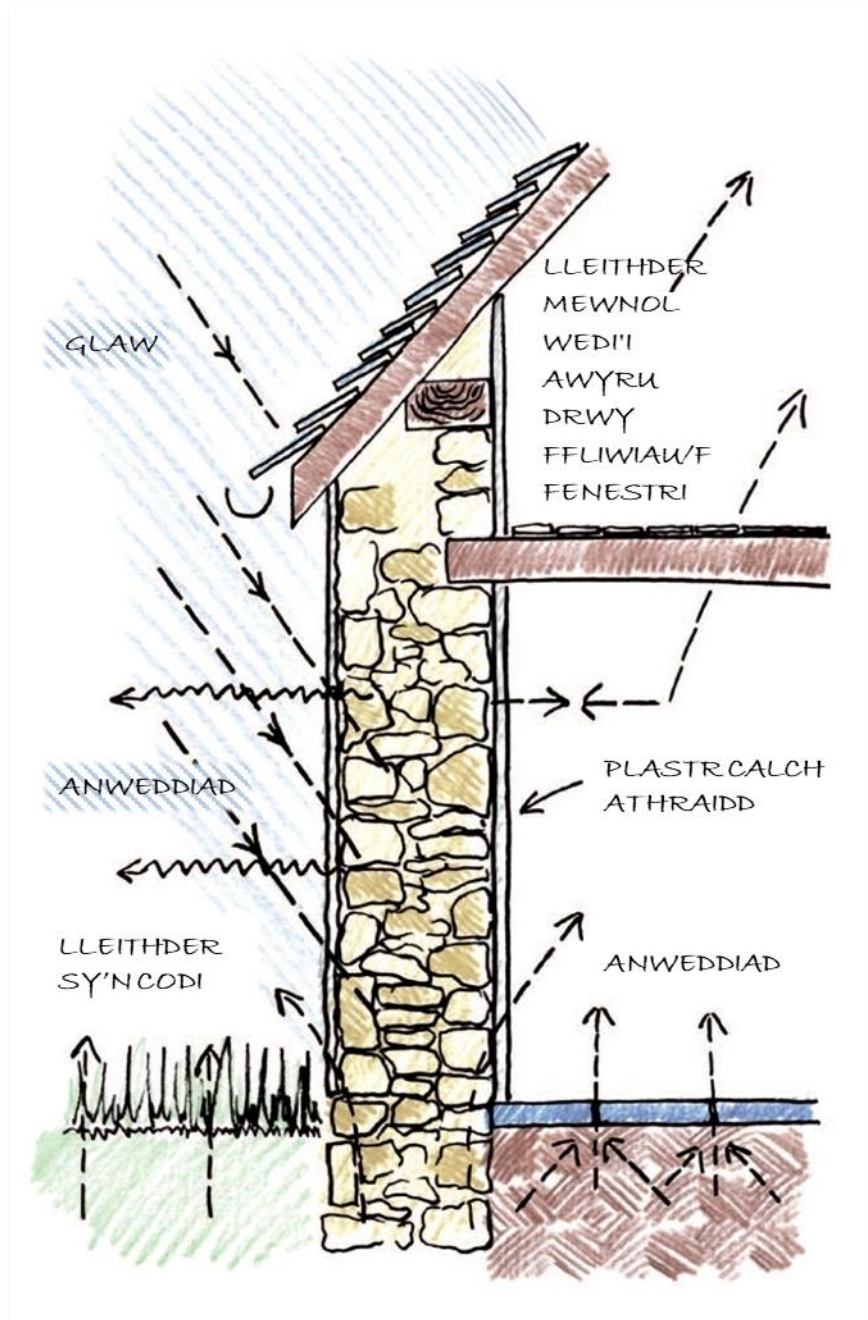 LLEITHDER
MEWNOL
WEDI'I
AWYRU
DRWY
FFLIWIAU/F
FENESTRI
GLAW
ANWEDDIAD
PLASTR CALCH
ATHRAIDD
LLEITHDER
SY'N CODI
ANWEDDIAD